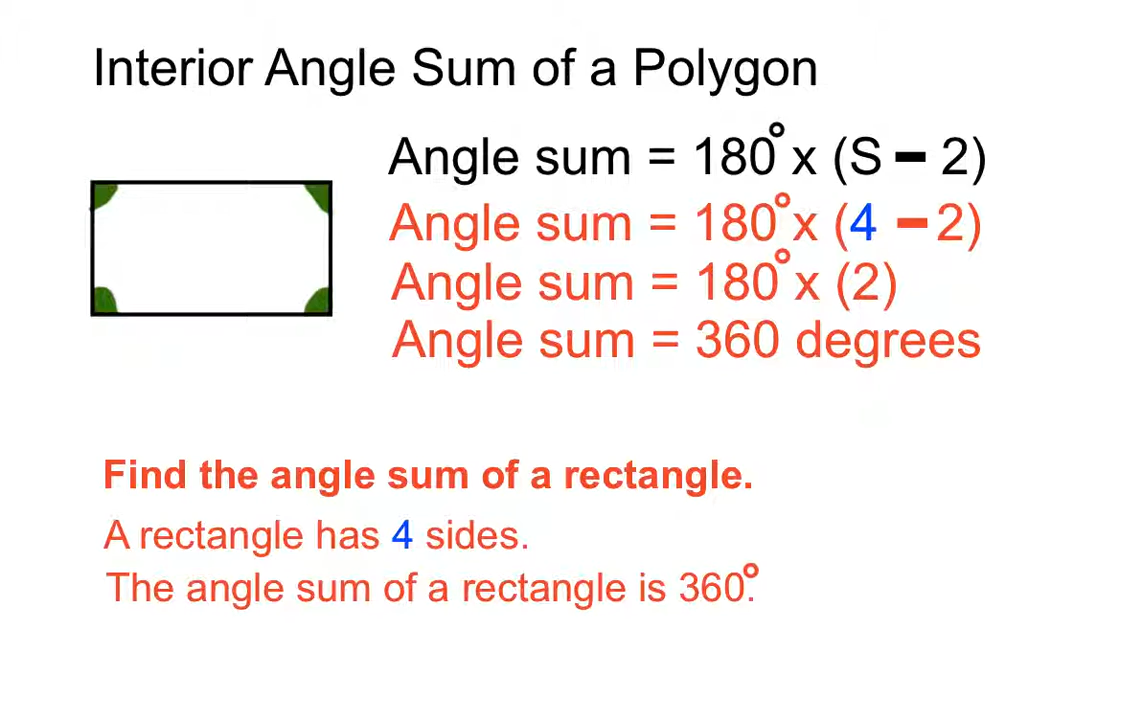 Interior Angle Sum of a Polygon
Angle sum = 180° x (S - 2)
Angle sum = 180° x (4 - 2)
Angle sum = 180° x (2)
Angle sum = 360 degrees
Find the angle sum of a rectangle.
A rectangle has 4 sides.
The angle sum of a rectangle is 360°.